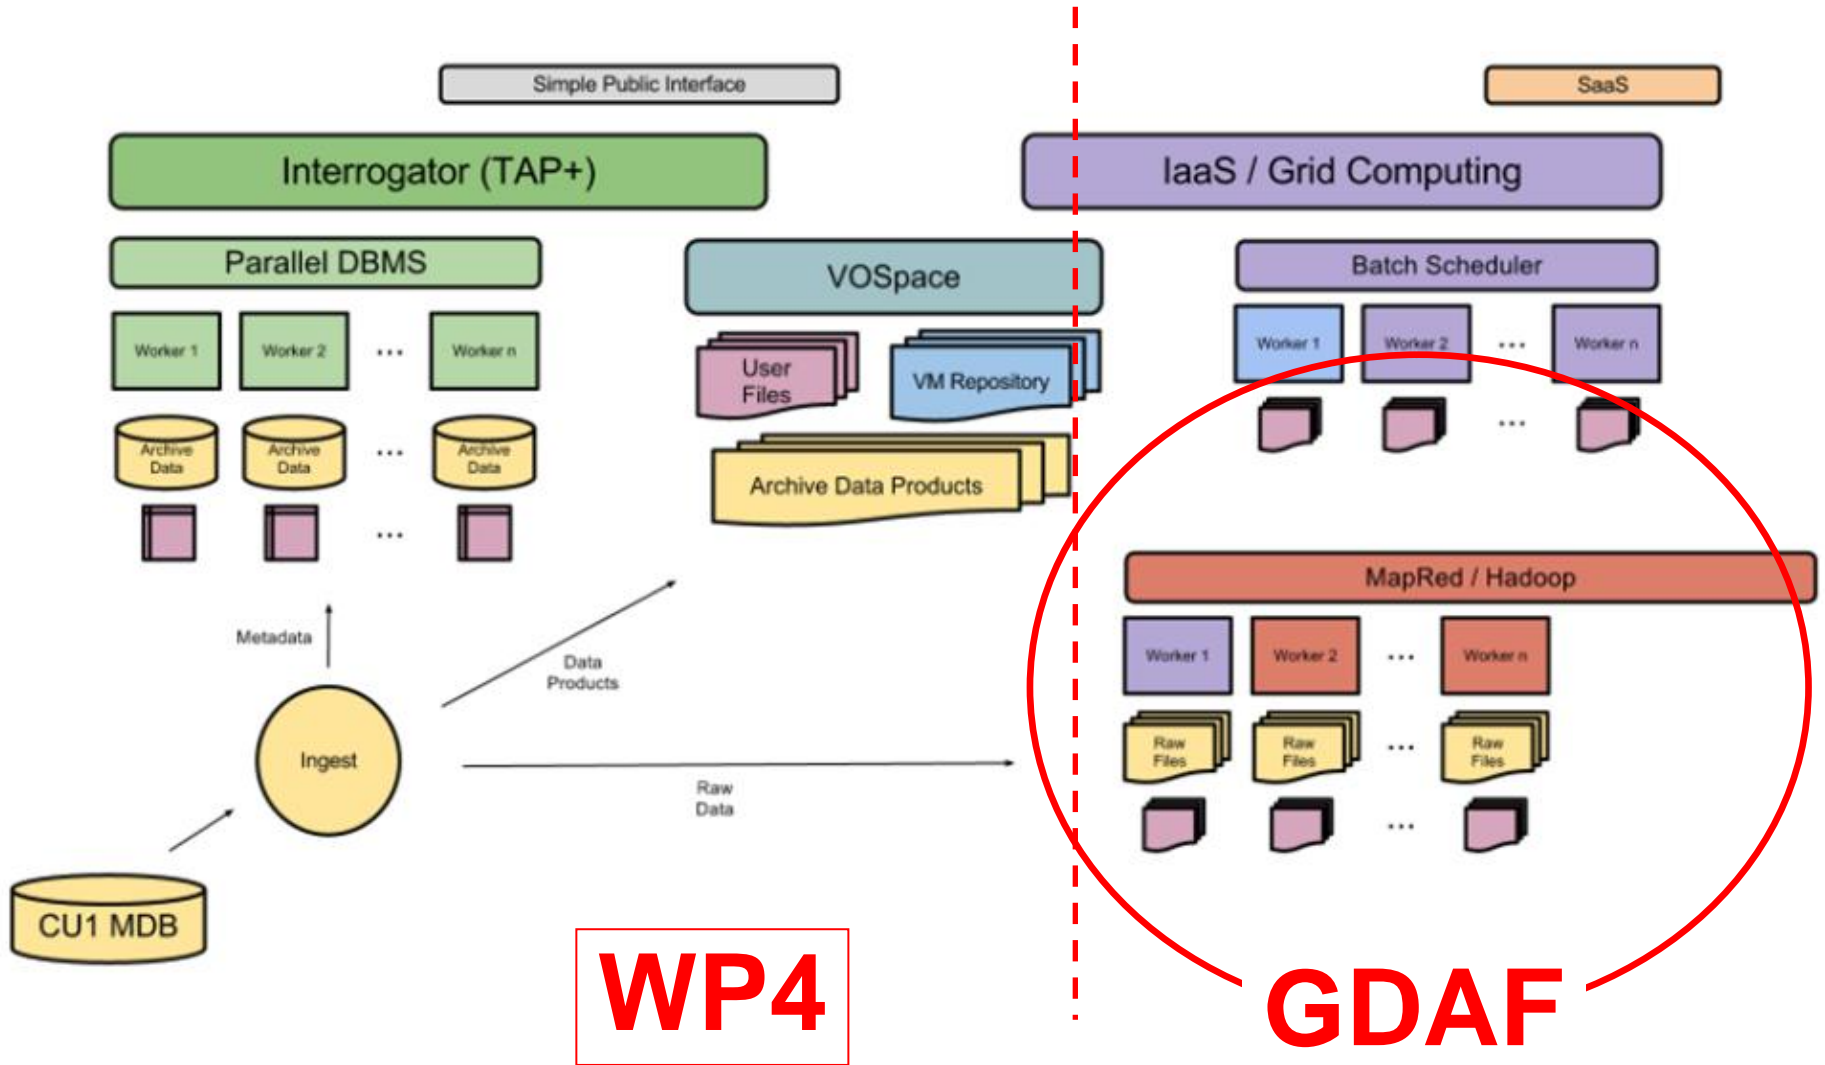 Simple Public Interface
SaaS
Interrogator (TAP+)
IaaS / Grid Computing
Parallel DBMS
VOSpace
Batch Scheduler
Worker 1
Worker 2
...
Worker n
User
Files
VM Repository
Worker 1
Worker 2
...
Worker n
Archive
Data
Archive
Data
...
Archive
Data
Archive Data Products
...
...
MapRed / Hadoop
Metadata
Data
Products
Worker 1
Worker 2
...
Worker n
Ingest
Raw
Data
Raw
Files
Raw
Files
...
Raw
Files
...
CU1 MDB
WP4
GDAF